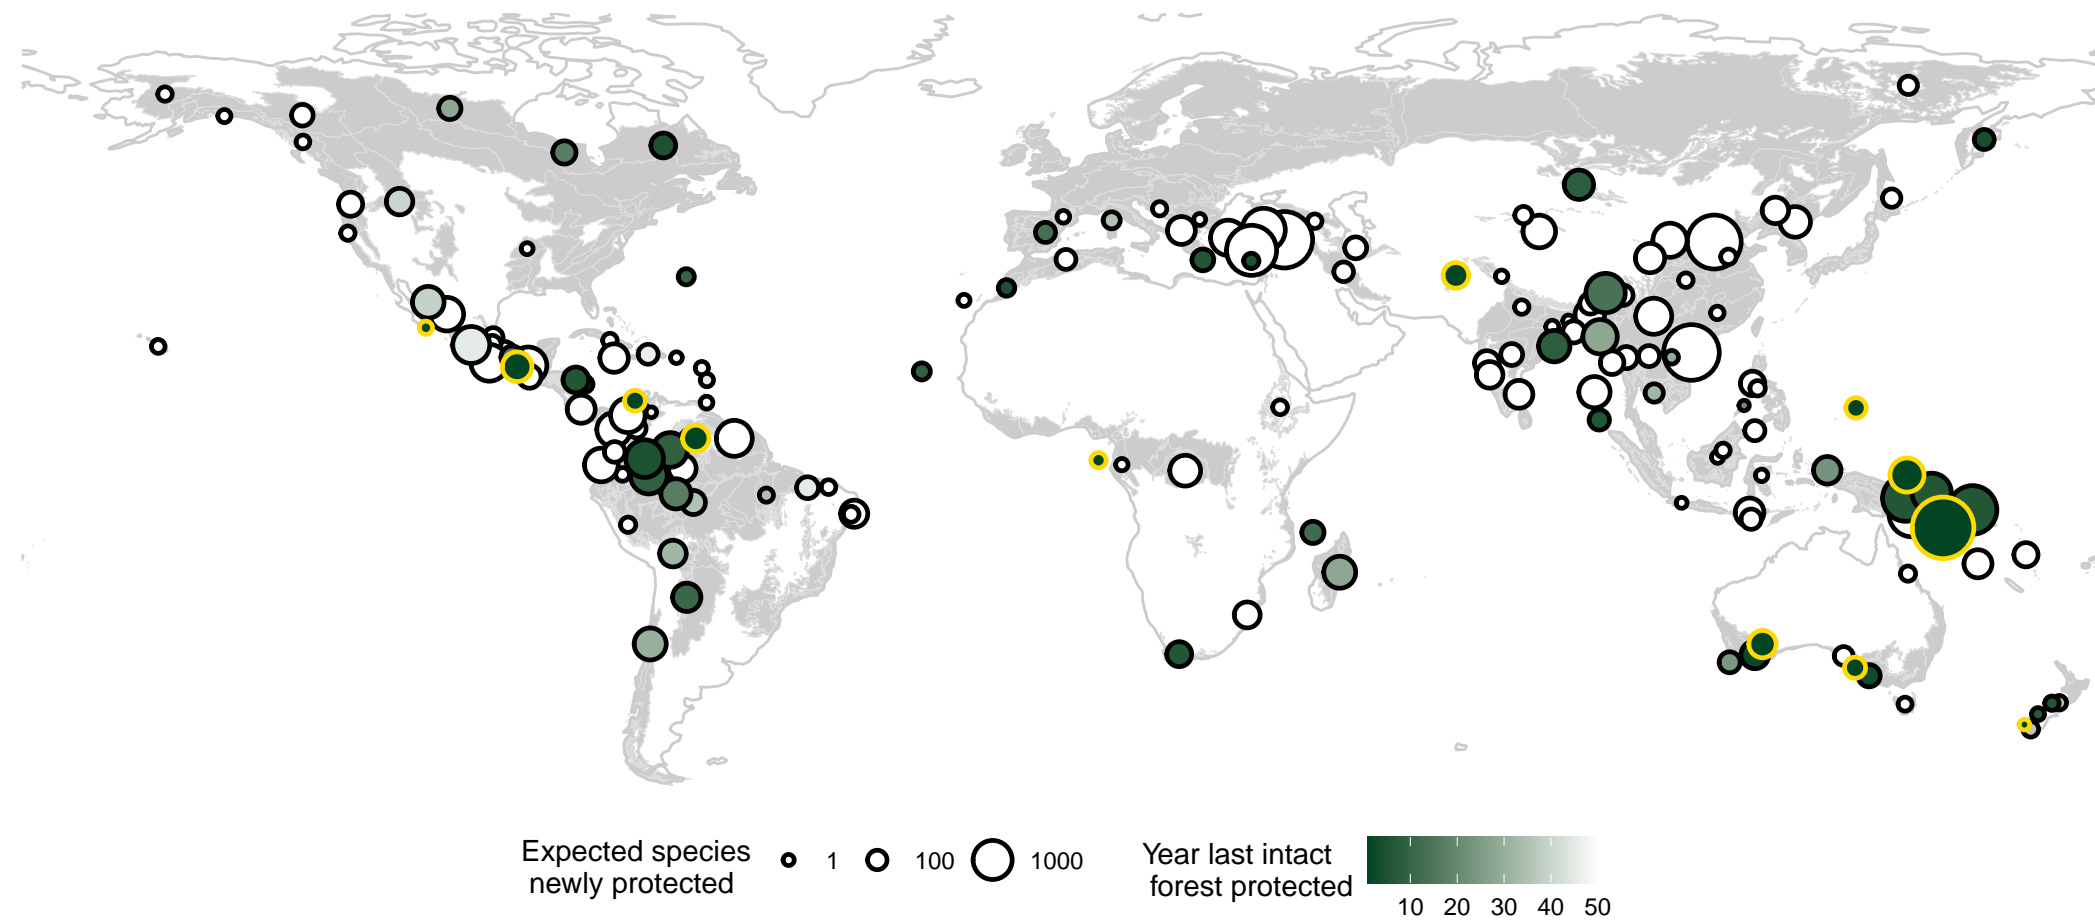 Expected species
newly protected
1
100
1000
Year last intact
forest protected
10 20 30 40 50